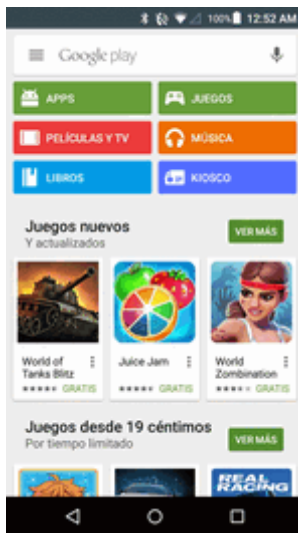 100% 12:52 AM
Google play
APPS
JUEGOS
PELÍCULAS Y TV
MÚSICA
LIBROS
KIOSCO
Juegos nuevos
VER MÁS
Y actualizados
World of Tanks Blitz
Juice Jam
World Zombination
GRATIS
GRATIS
GRATIS
Juegos desde 19 céntimos
VER MÁS
Por tiempo limitado
REAL RACING